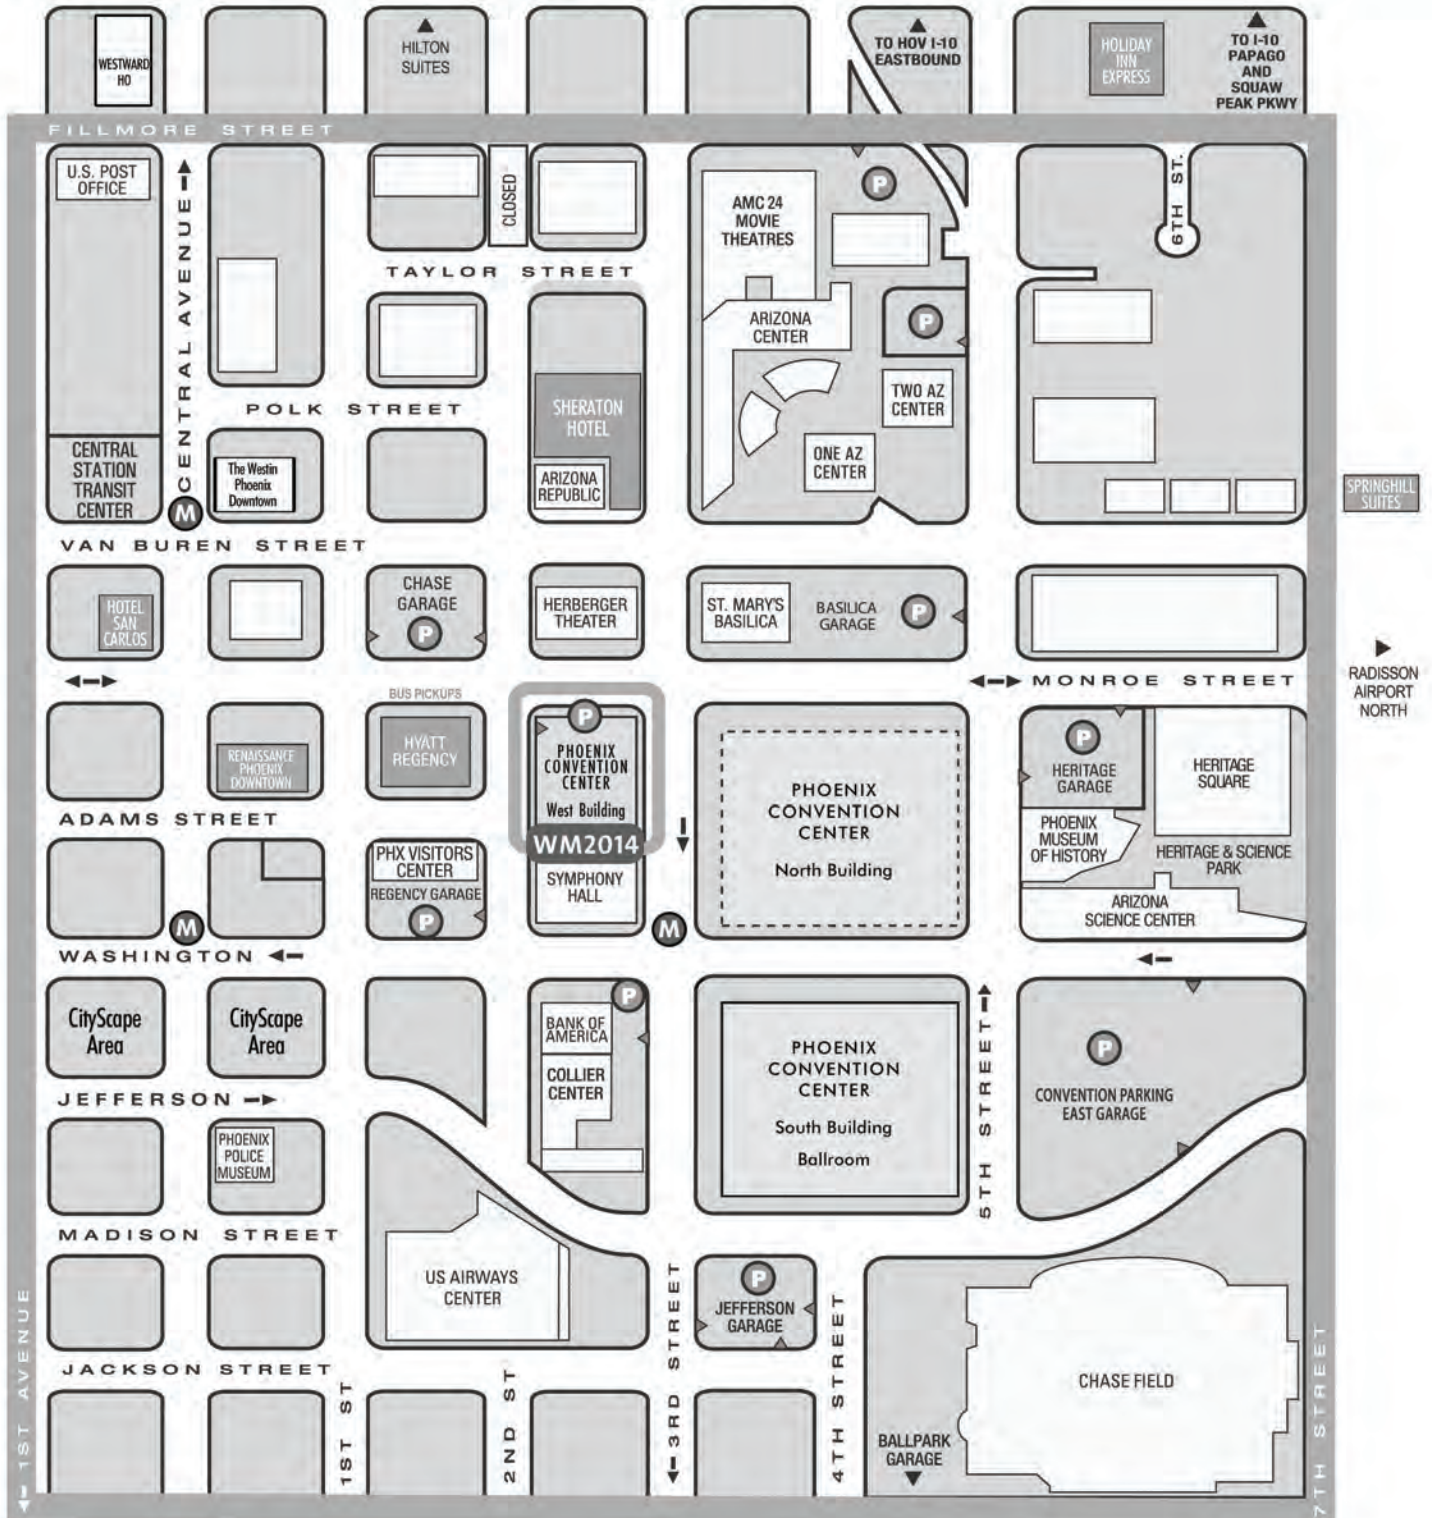 WESTWARD
HO
HILTON
SUITES
TO HOV I-10
EASTBOUND
HOLIDAY
INN
EXPRESS
TO I-10
PAPAGO
AND
SQUAW
PEAK PKWY
FILLMORE STREET
U.S. POST
OFFICE
CENTRAL AVENUE
CLOSED
AMC 24
MOVIE
THEATRES
P
6TH ST.
TAYLOR STREET
ARIZONA
CENTER
P
TWO AZ
CENTER
POLK STREET
SHERATON
HOTEL
CENTRAL
STATION
TRANSIT
CENTER
The Westin
Phoenix
Downtown
ARIZONA
REPUBLIC
ONE AZ
CENTER
SPRINGHILL
SUITES
M
VAN BUREN STREET
HOTEL
SAN
CARLOS
CHASE
GARAGE
P
HERBERGER
THEATER
ST. MARY'S
BASILICA
BASILICA
GARAGE
P
MONROE STREET
RADISSON
AIRPORT
NORTH
BUS PICKUPS
RENAISSANCE
PHOENIX
DOWNTOWN
HYATT
REGENCY
P
PHOENIX
CONVENTION
CENTER
West Building
WM2014
SYMPHONY
HALL
PHOENIX
CONVENTION
CENTER
North Building
P
HERITAGE
GARAGE
HERITAGE
SQUARE
PHOENIX
MUSEUM
OF HISTORY
HERITAGE & SCIENCE
PARK
ARIZONA
SCIENCE CENTER
ADAMS STREET
PHX VISITORS
CENTER
REGENCY GARAGE
P
M
M
WASHINGTON
CityScape
Area
CityScape
Area
P
BANK OF
AMERICA
COLLIER
CENTER
PHOENIX
CONVENTION
CENTER
South Building
Ballroom
5TH STREET
P
CONVENTION PARKING
EAST GARAGE
JEFFERSON
PHOENIX
POLICE
MUSEUM
MADISON STREET
US AIRWAYS
CENTER
3RD STREET
P
JEFFERSON
GARAGE
4TH STREET
CHASE FIELD
BALLPARK
GARAGE
JACKSON STREET
1ST AVENUE
1ST ST
2ND ST
7TH STREET